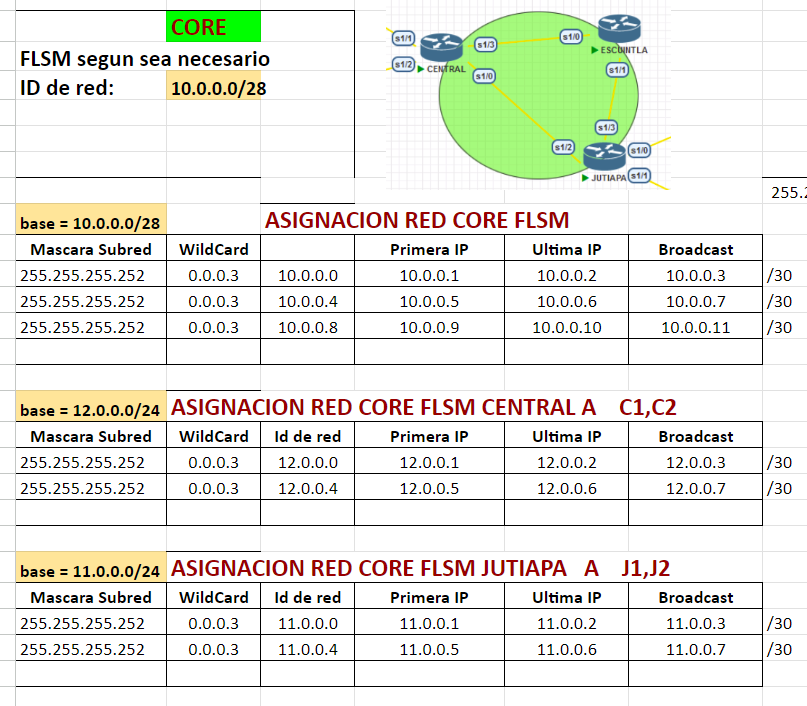 CORE
FLSM segun sea necesario
ID de red: 10.0.0.0/28
s1/1
s1/2
CENTRAL
s1/3
s1/0
s1/0
ESCUINTLA
s1/1
s1/3
s1/2
JUTIAPA
s1/0
s1/1
255.2
base = 10.0.0.0/28 ASIGNACION RED CORE FLSM
Mascara Subred WildCard Primera IP Ultima IP Broadcast
255.255.255.252 0.0.0.3 10.0.0.0 10.0.0.1 10.0.0.2 10.0.0.3 /30
255.255.255.252 0.0.0.3 10.0.0.4 10.0.0.5 10.0.0.6 10.0.0.7 /30
255.255.255.252 0.0.0.3 10.0.0.8 10.0.0.9 10.0.0.10 10.0.0.11 /30
base = 12.0.0.0/24 ASIGNACION RED CORE FLSM CENTRAL A C1,C2
Mascara Subred WildCard Id de red Primera IP Ultima IP Broadcast
255.255.255.252 0.0.0.3 12.0.0.0 12.0.0.1 12.0.0.2 12.0.0.3 /30
255.255.255.252 0.0.0.3 12.0.0.4 12.0.0.5 12.0.0.6 12.0.0.7 /30
base = 11.0.0.0/24 ASIGNACION RED CORE FLSM JUTIAPA A J1,J2
Mascara Subred WildCard Id de red Primera IP Ultima IP Broadcast
255.255.255.252 0.0.0.3 11.0.0.0 11.0.0.1 11.0.0.2 11.0.0.3 /30
255.255.255.252 0.0.0.3 11.0.0.4 11.0.0.5 11.0.0.6 11.0.0.7 /30